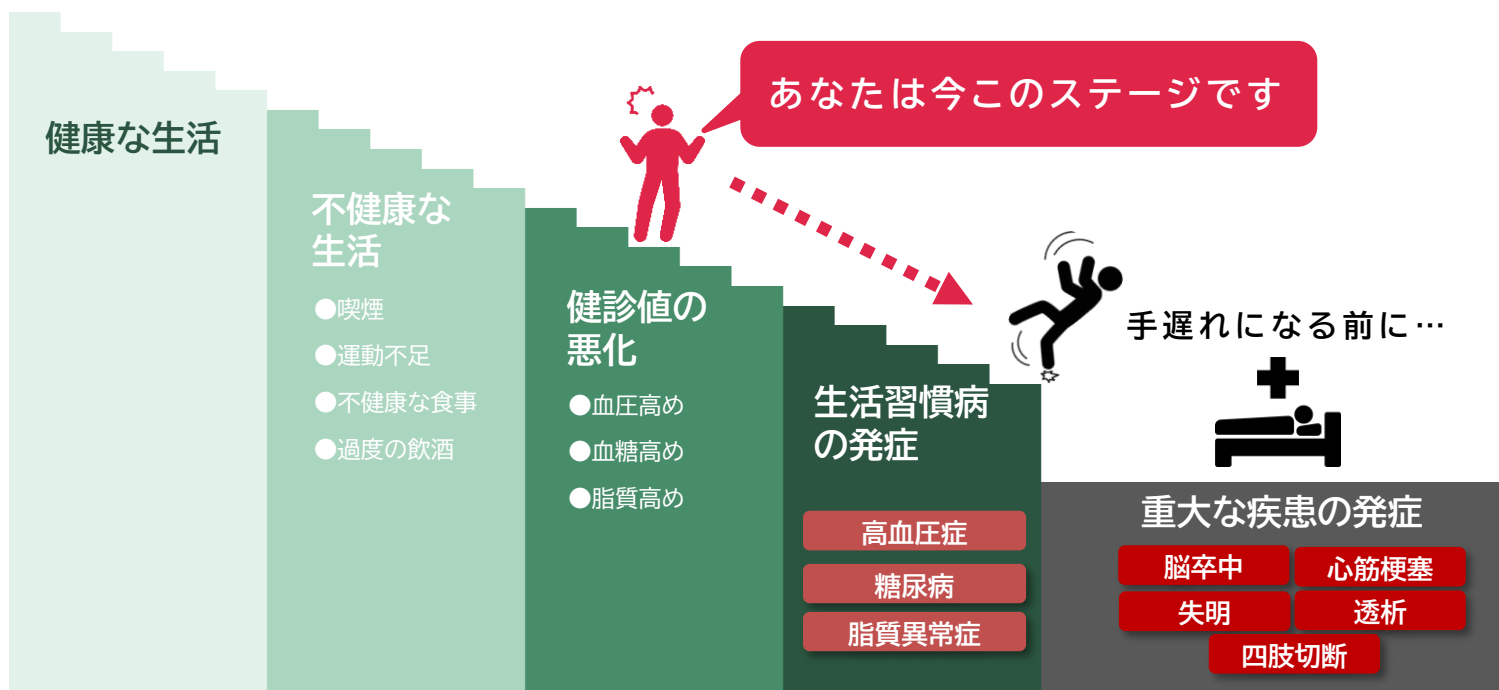 あなたは今このステージです
健康な生活
不健康な
生活
●喫煙
●運動不足
●不健康な食事
●過度の飲酒
健診値の
悪化
●血圧高め
●血糖高め
●脂質高め
生活習慣病
の発症
高血圧症
糖尿病
脂質異常症
手遅れになる前に…
重大な疾患の発症
脳卒中
心筋梗塞
失明
透析
四肢切断